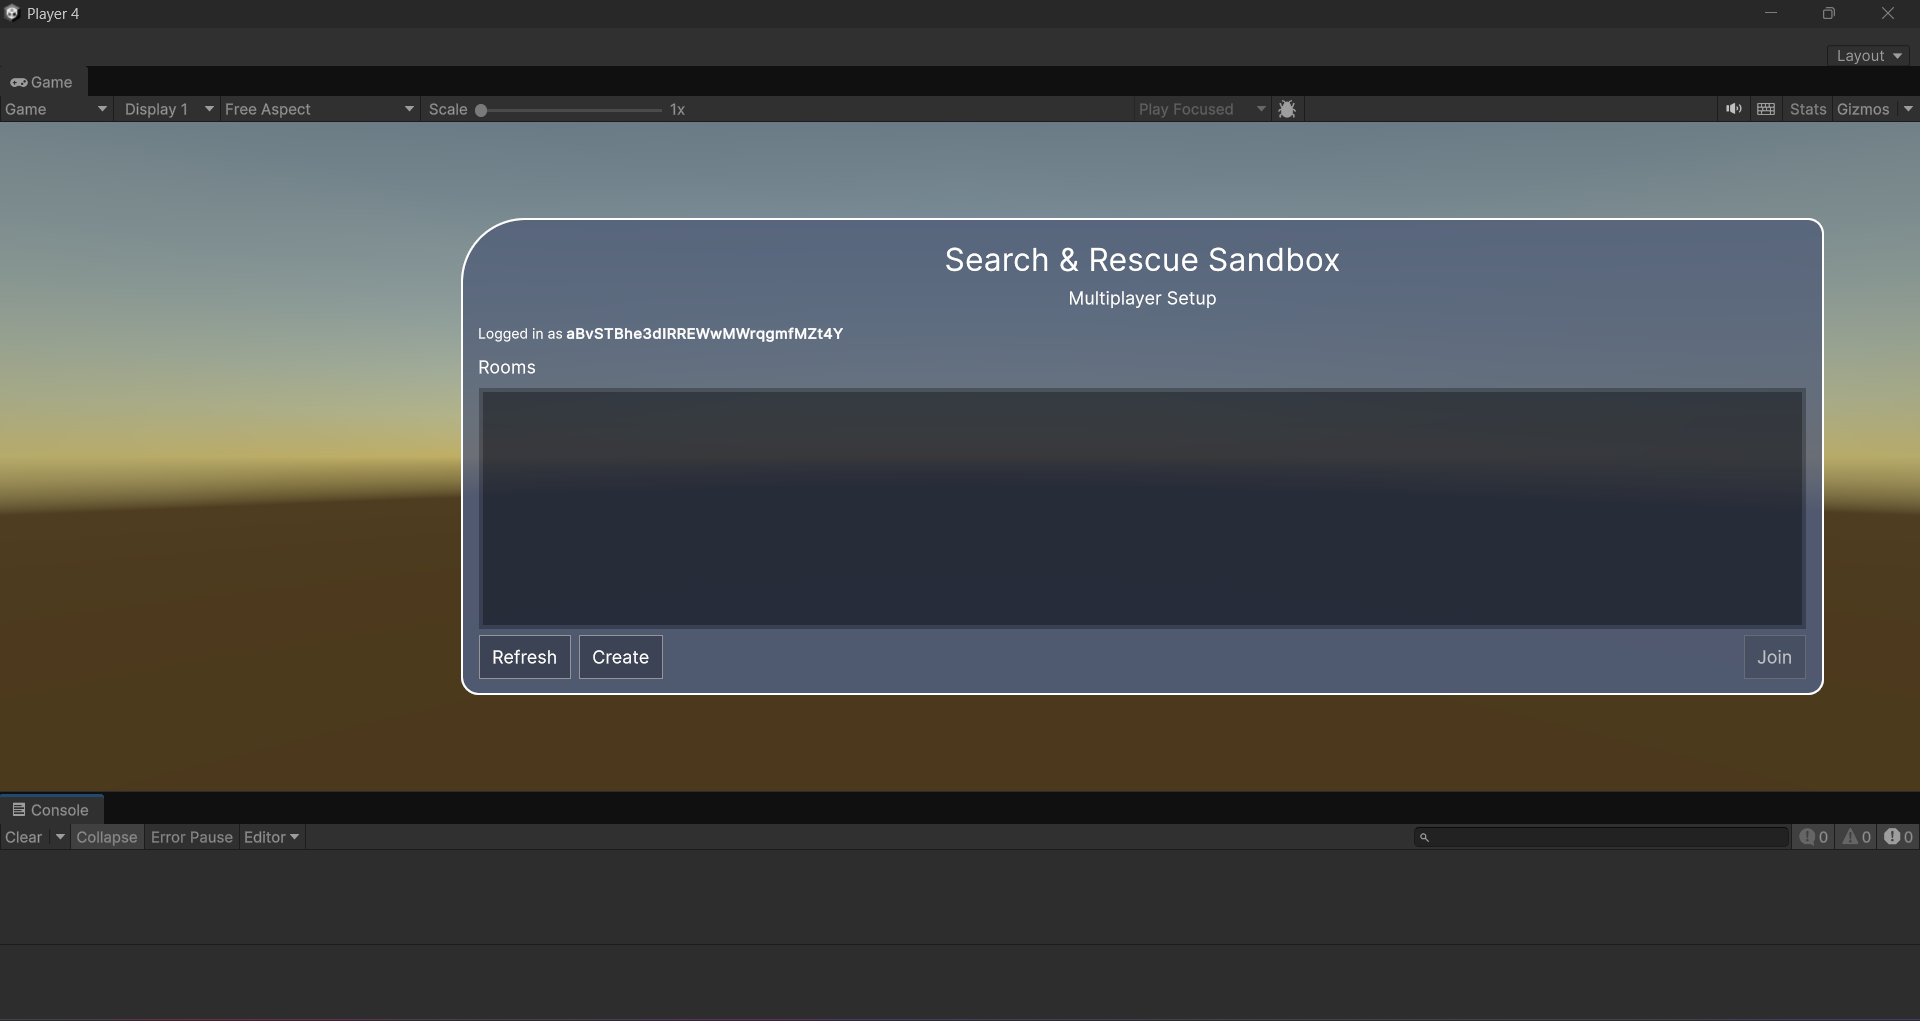 Player 4
Layout
Game
Game Display 1 Free Aspect Scale 1x Play Focused Stats Gizmos
Search & Rescue Sandbox
Multiplayer Setup
Logged in as aBvSTBhe3dIRREWwMWrqgmfMZt4Y
Rooms
Refresh Create Join
Console
Clear Collapse Error Pause Editor 0 0 0